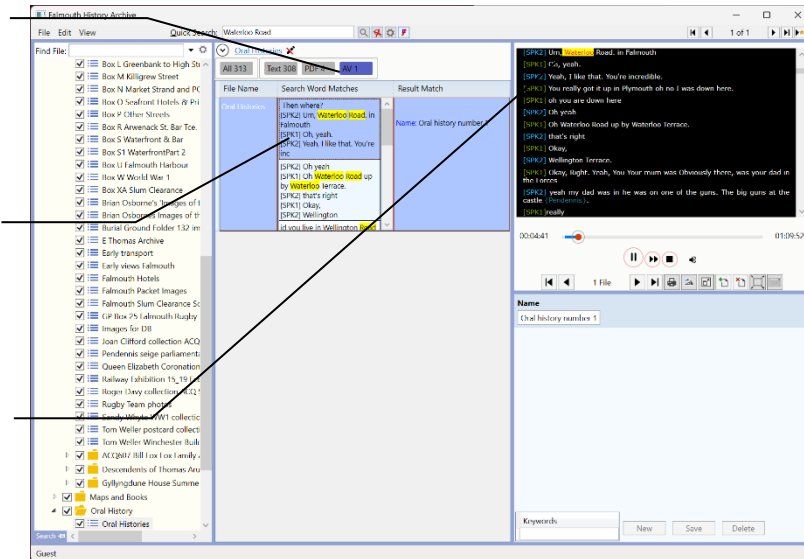 Falmouth History Archive
File Edit View Quick Search: Waterloo Road 1 of 1
Find File:
Box L Greenbank to High St
Box M Killigrew Street
Box N Market Strand and PC
Box O Seafront Hotels & Pri
Box P Other Streets
Box R Arwenack St. Bar Tce.
Box S Waterfront & Bar
Box S1 WaterfrontPart 2
Box U Falmouth Harbour
Box W World War 1
Box XA Slum Clearance
Brian Osborne's 'Images of t
Brian Osbornes Images of th
Burial Ground Folder 132 im
E Thomas Archive
Early transport
Early views Falmouth
Falmouth Hotels
Falmouth Packet Images
Falmouth Slum Clearance Sc
GP Box 25 Falmouth Rugby
Images for DB
Joan Clifford collection ACQ
Pendennis seige parliament
Queen Elizabeth Coronation
Railway Exhibition 15_19
Roger Davy collection ACQ
Rugby Team photos
Sandy Whyte WW1 collectic
Tom Weller postcard collecti
Tom Weller Winchester Buil
ACQ607 Bill Fox Fox Family
Descendents of Thomas Aru
Gyllyngdune House Summe
Maps and Books
Oral History
Oral Histories
Search
Guest
Oral Histories
All 313 Text 308 PDF AV 1
File Name Search Word Matches Result Match
Oral Histories
Then where?
[SPK2] Um, Waterloo Road. in
Falmouth
[SPK1] Oh, yeah.
[SPK2] Yeah, I like that. You're
inc
Name: Oral history number 1
[SPK2] Oh yeah
[SPK1] Oh Waterloo Road up
by Waterloo Terrace.
[SPK2] that's right
[SPK1] Okay,
[SPK2] Wellington
id you live in Wellington Road
[SPK2] Um, Waterloo Road. in Falmouth
[SPK1] Oh, yeah.
[SPK2] Yeah, I like that. You're incredible.
[SPK1] You really got it up in Plymouth oh no I was down here.
[SPK1] oh you are down here
[SPK2] Oh yeah
[SPK1] Oh Waterloo Road up by Waterloo Terrace.
[SPK2] that's right
[SPK1] Okay,
[SPK2] Wellington Terrace.
[SPK1] Okay, Right. Yeah, You Your mum was Obviously there, was your dad in
the Forces
[SPK2] yeah my dad was in he was on one of the guns. The big guns at the
castle {Pendennis}.
[SPK1]really
00:04:41 01:09:52
1 File
Name
Oral history number 1
Keywords
New Save Delete